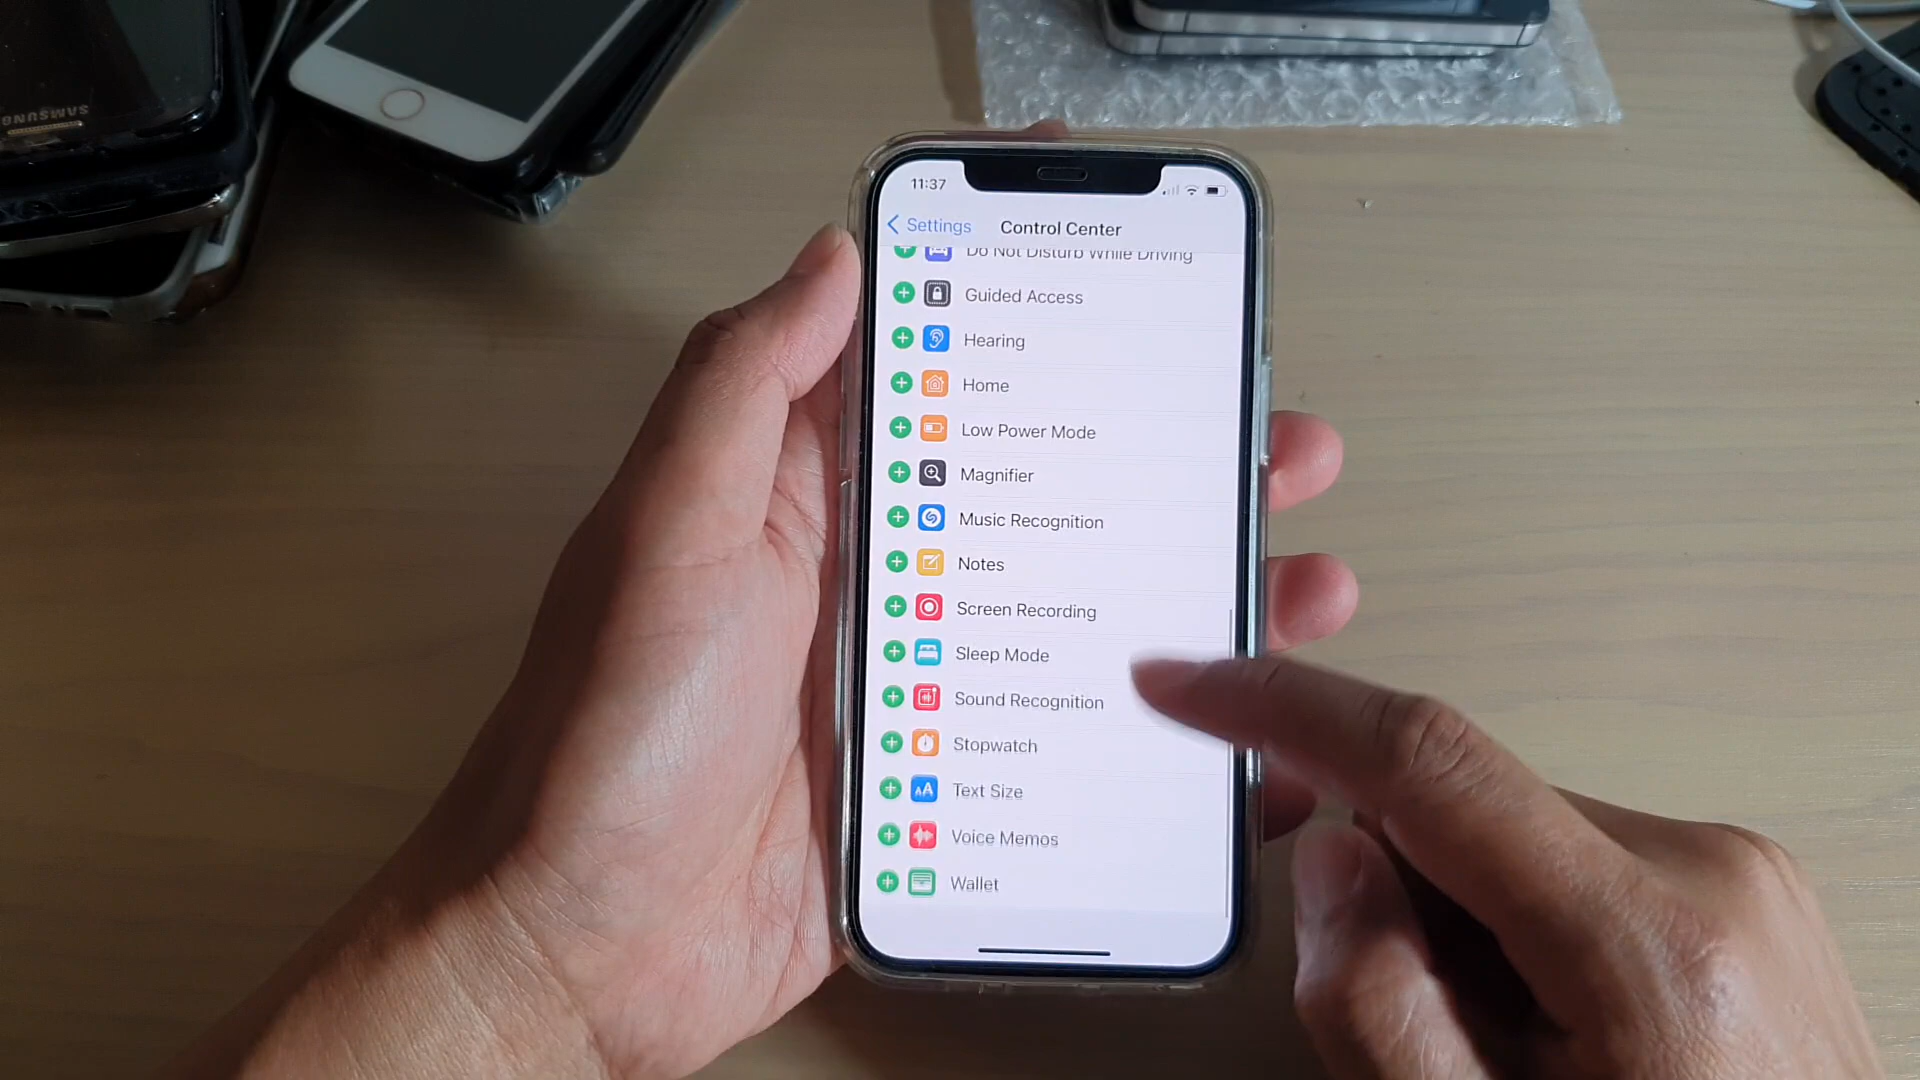 SAMSUNG
11:37
Settings
Control Center
Do Not Disturb While Driving
Guided Access
Hearing
Home
Low Power Mode
Magnifier
Music Recognition
Notes
Screen Recording
Sleep Mode
Sound Recognition
Stopwatch
AA Text Size
Voice Memos
Wallet